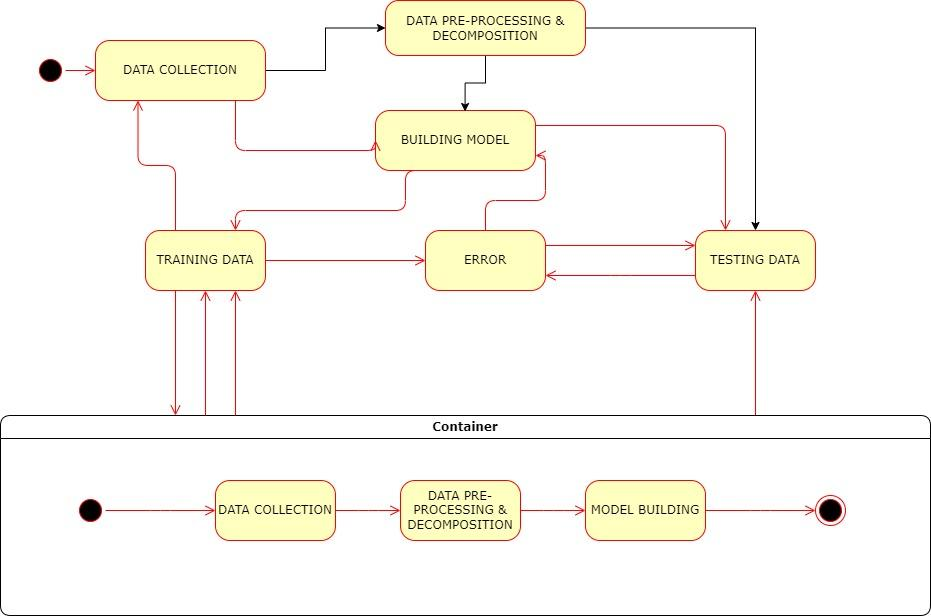 DATA PRE-PROCESSING &
DECOMPOSITION
DATA COLLECTION
BUILDING MODEL
TRAINING DATA
ERROR
TESTING DATA
Container
DATA COLLECTION
DATA PRE-
PROCESSING &
DECOMPOSITION
MODEL BUILDING